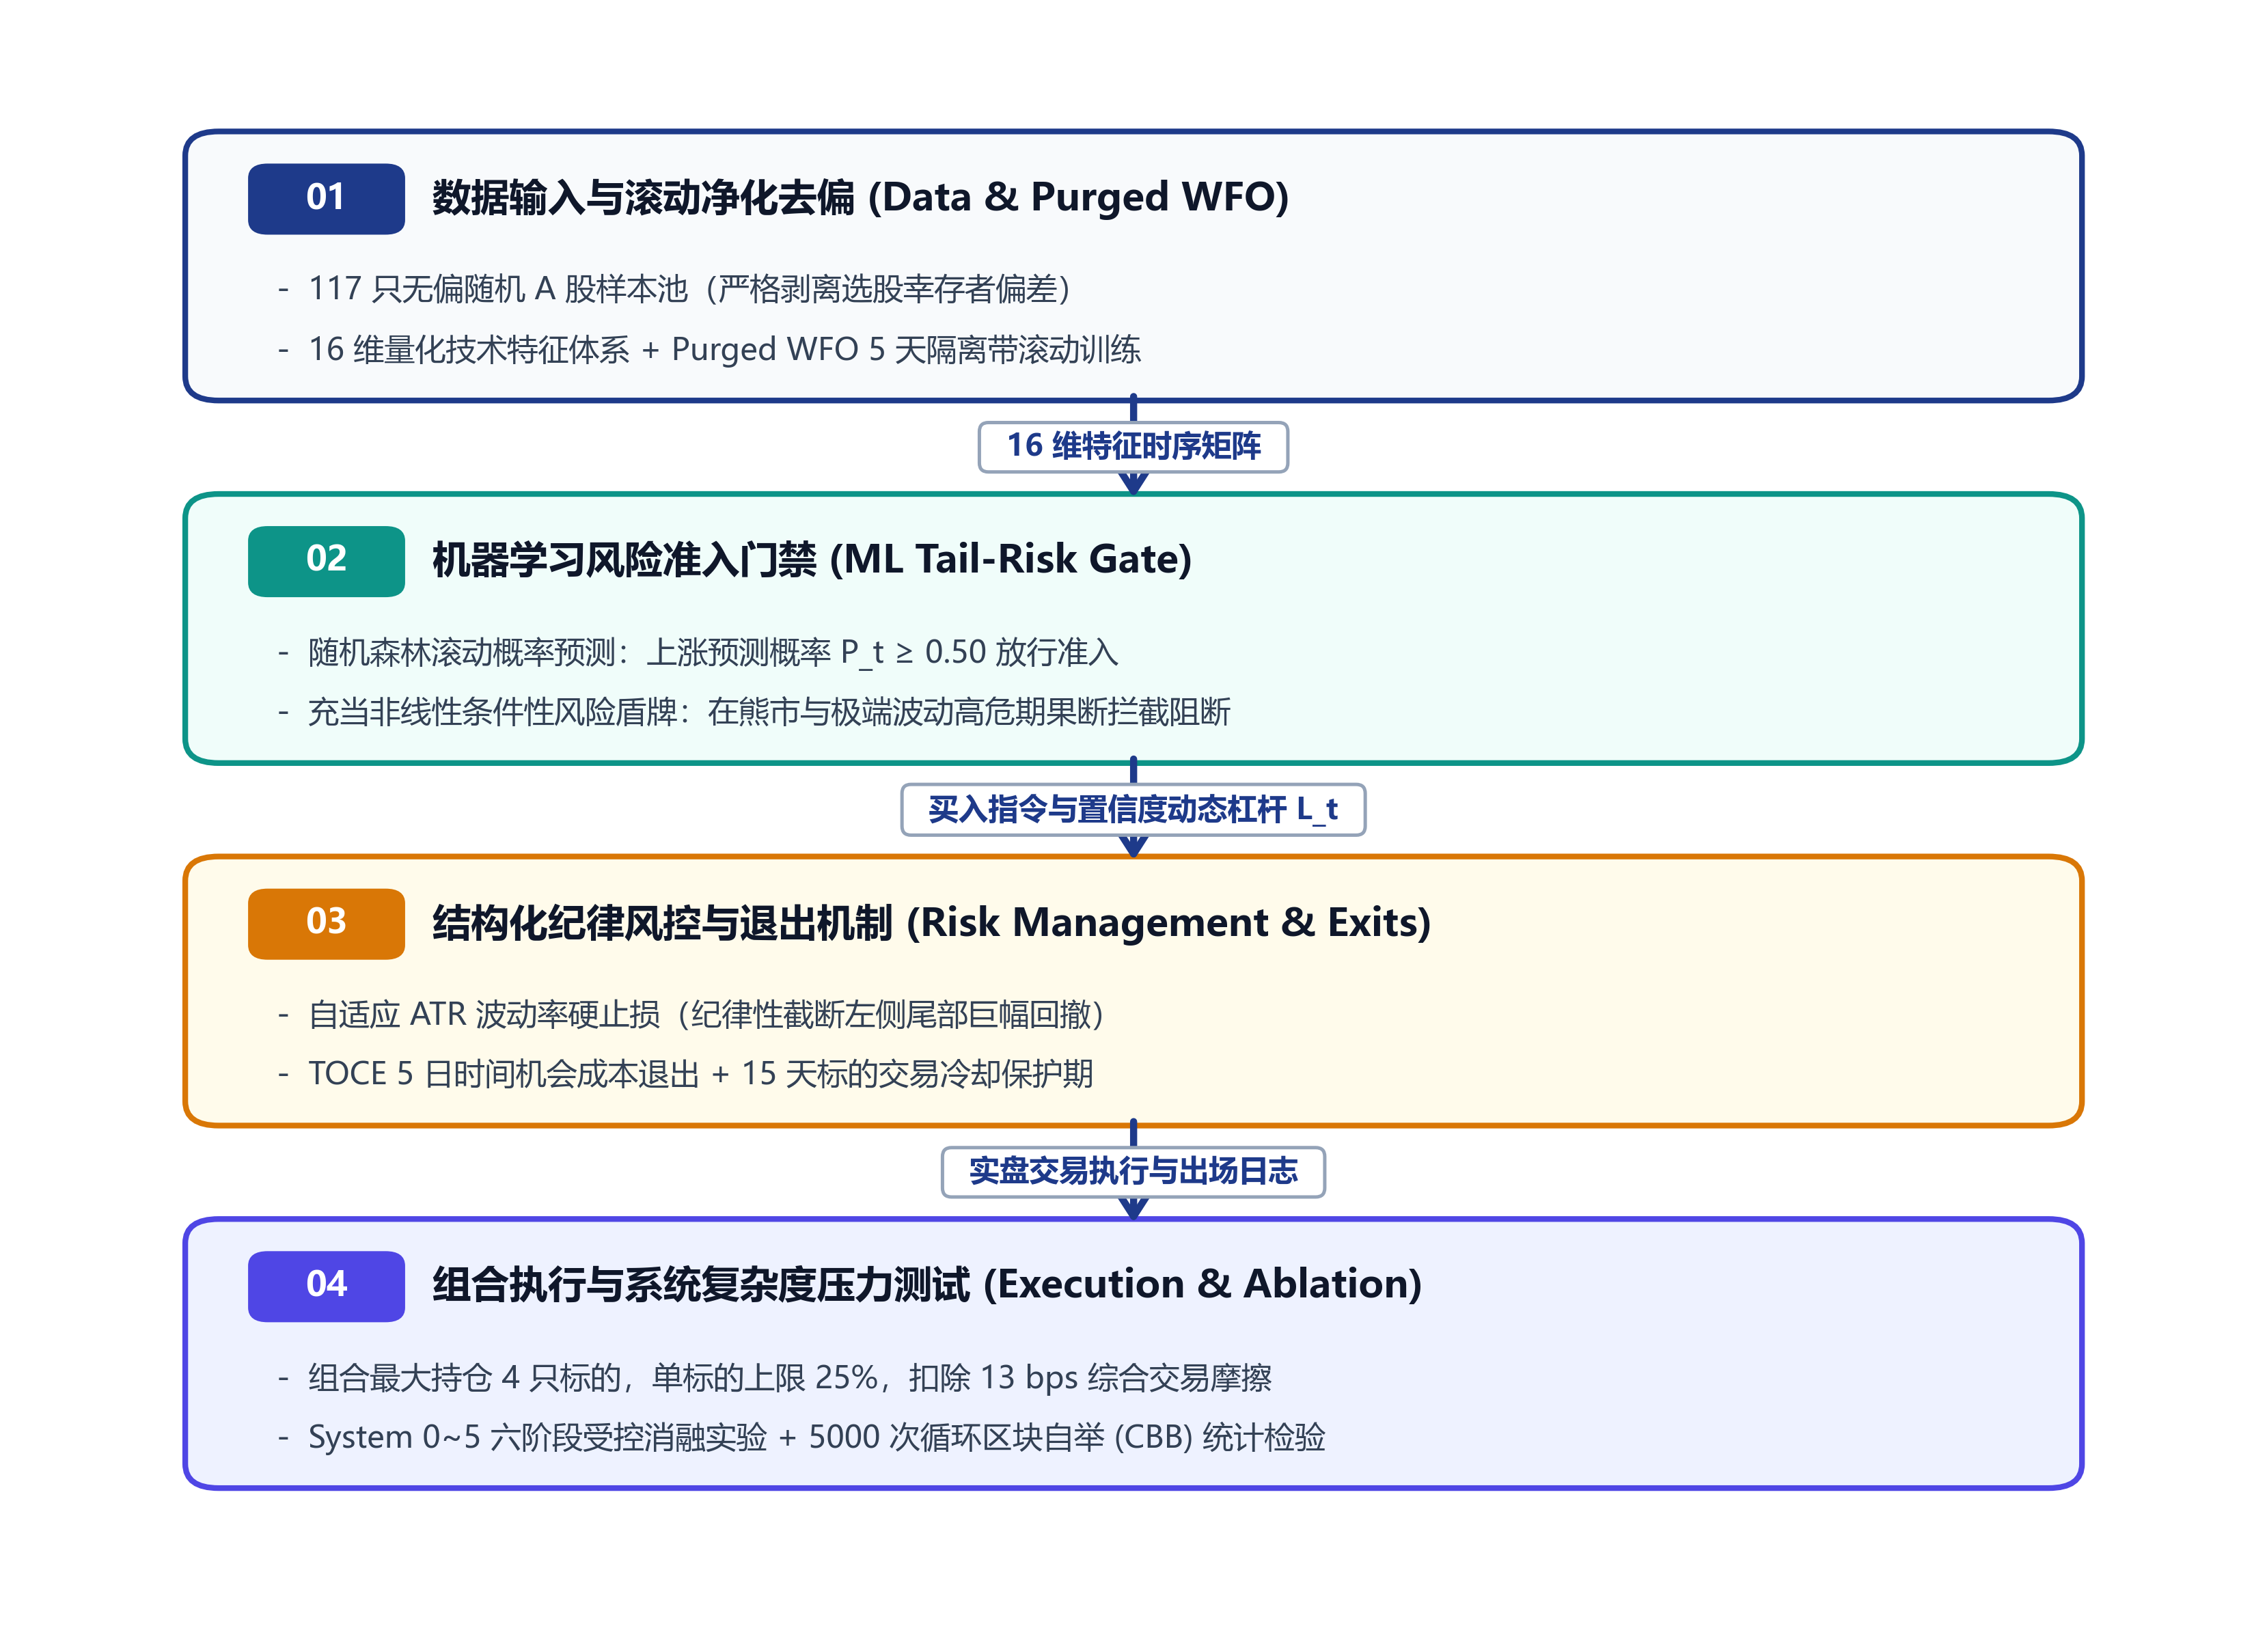 01
数据输入与滚动净化去偏 (Data & Purged WFO)
- 117 只无偏随机 A 股样本池（严格剥离选股幸存者偏差）
- 16 维量化技术特征体系 + Purged WFO 5 天隔离带滚动训练
16 维特征时序矩阵
02
机器学习风险准入门禁 (ML Tail-Risk Gate)
- 随机森林滚动概率预测：上涨预测概率 P_t ≥ 0.50 放行准入
- 充当非线性条件性风险盾牌：在熊市与极端波动高危期果断拦截阻断
买入指令与置信度动态杠杆 L_t
03
结构化纪律风控与退出机制 (Risk Management & Exits)
- 自适应 ATR 波动率硬止损（纪律性截断左侧尾部巨幅回撤）
- TOCE 5 日时间机会成本退出 + 15 天标的交易冷却保护期
实盘交易执行与出场日志
04
组合执行与系统复杂度压力测试 (Execution & Ablation)
- 组合最大持仓 4 只标的，单标的上限 25%，扣除 13 bps 综合交易摩擦
- System 0~5 六阶段受控消融实验 + 5000 次循环区块自举 (CBB) 统计检验